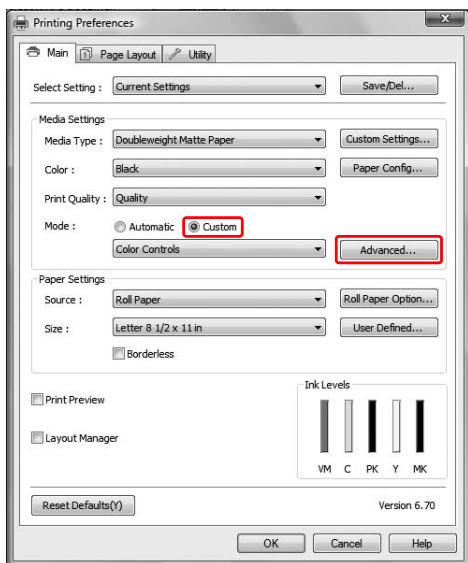 Printing Preferences
Main Page Layout Utility
Select Setting : Current Settings Save/Del...
Media Settings
Media Type : Doubleweight Matte Paper Custom Settings...
Color : Black Paper Config...
Print Quality : Quality
Mode : Automatic Custom
Color Controls Advanced...
Paper Settings
Source : Roll Paper Roll Paper Option...
Size : Letter 8 1/2 x 11 in User Defined...
Borderless
Ink Levels
Print Preview
Layout Manager
VM C PK Y MK
Reset Defaults(Y) Version 6.70
OK Cancel Help